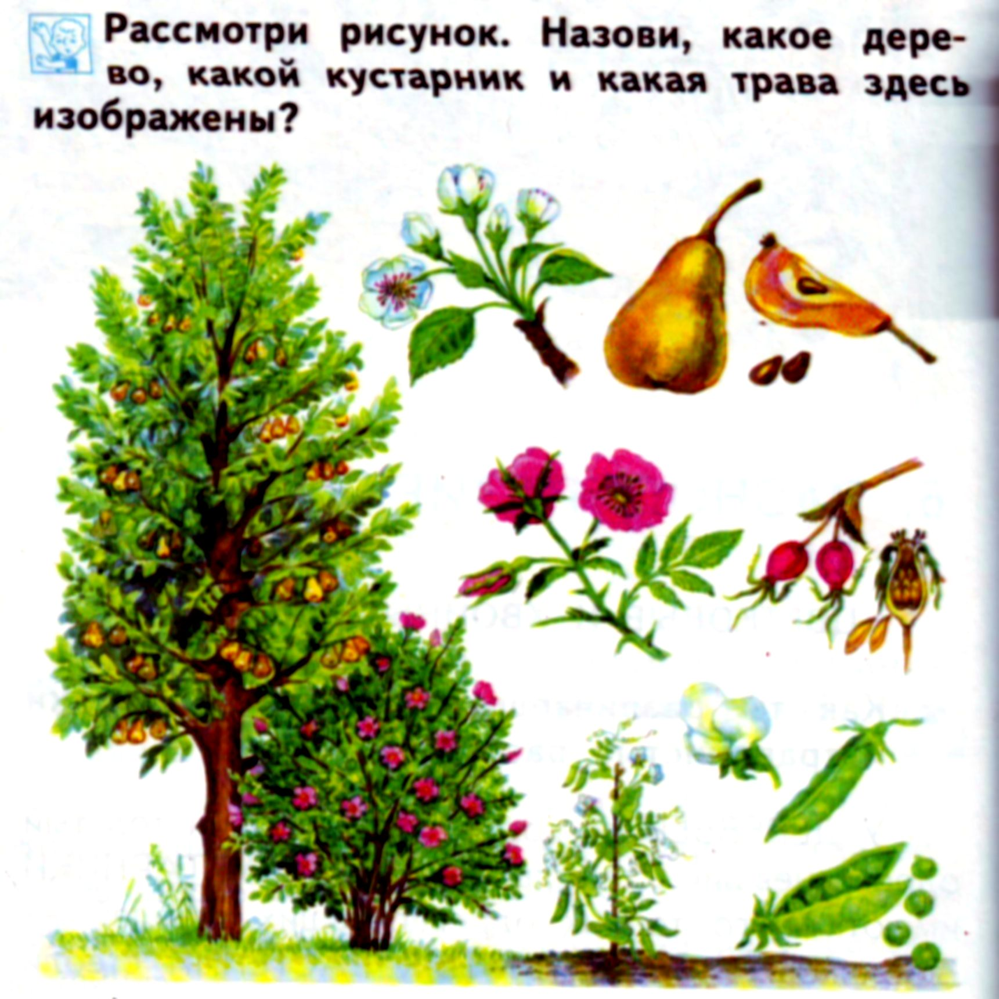 Рассмотри рисунок. Назови, какое дере-
во, какой кустарник и какая трава здесь
изображены?